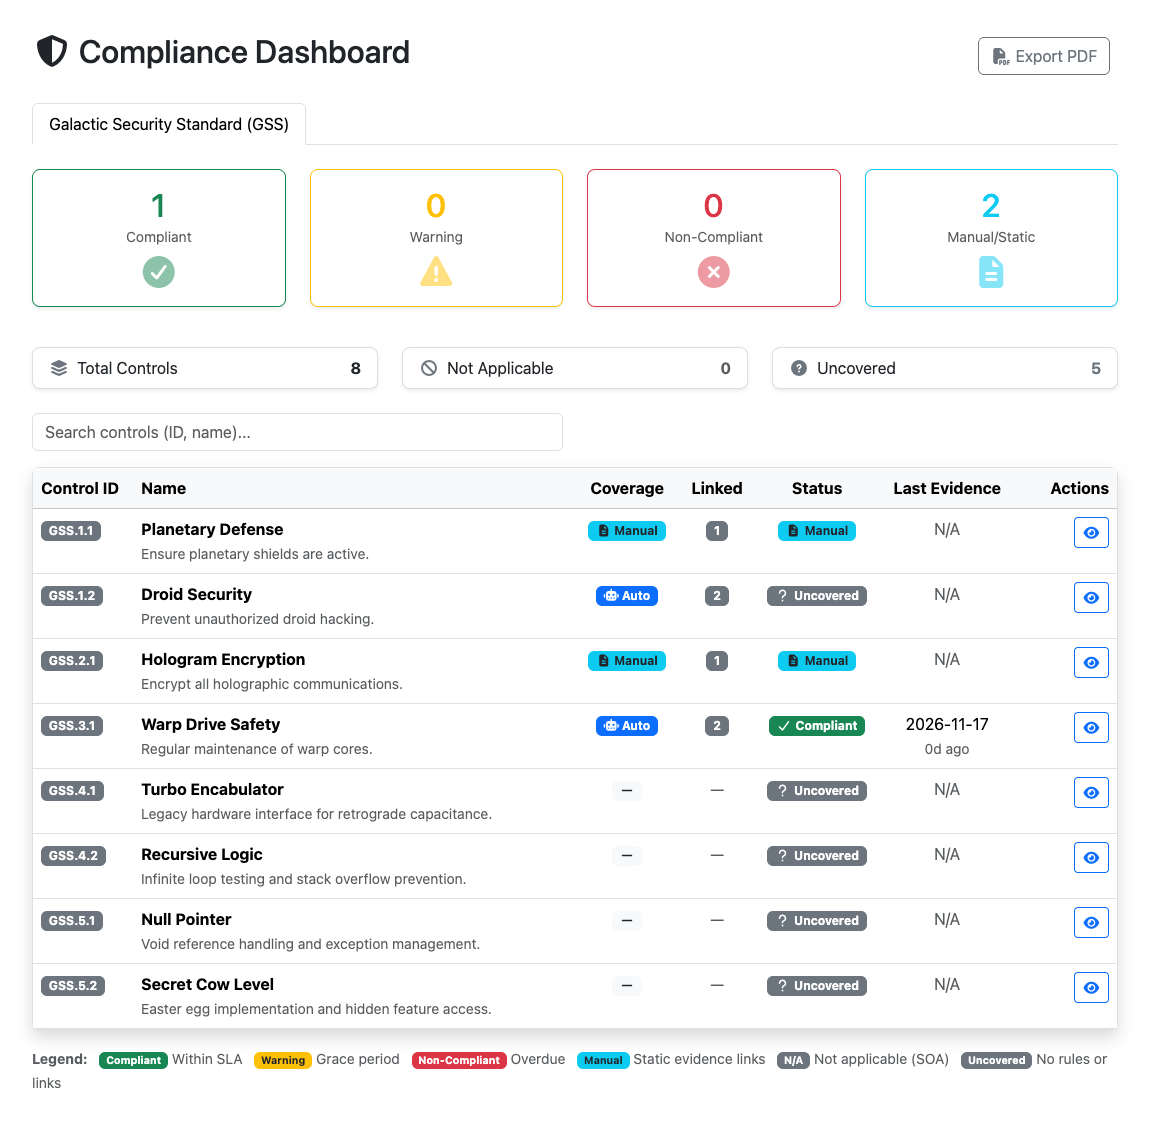 Compliance Dashboard
PDF Export PDF
Galactic Security Standard (GSS)
1
Compliant
0
Warning
0
Non-Compliant
2
Manual/Static
Total Controls 8
Not Applicable 0
? Uncovered 5
Search controls (ID, name)...
Control ID Name Coverage Linked Status Last Evidence Actions
GSS.1.1 Planetary Defense Manual 1 Manual N/A
Ensure planetary shields are active.
GSS.1.2 Droid Security Auto 2 ? Uncovered N/A
Prevent unauthorized droid hacking.
GSS.2.1 Hologram Encryption Manual 1 Manual N/A
Encrypt all holographic communications.
GSS.3.1 Warp Drive Safety Auto 2 Compliant 2026-11-17
Regular maintenance of warp cores. 0d ago
GSS.4.1 Turbo Encabulator — — ? Uncovered N/A
Legacy hardware interface for retrograde capacitance.
GSS.4.2 Recursive Logic — — ? Uncovered N/A
Infinite loop testing and stack overflow prevention.
GSS.5.1 Null Pointer — — ? Uncovered N/A
Void reference handling and exception management.
GSS.5.2 Secret Cow Level — — ? Uncovered N/A
Easter egg implementation and hidden feature access.
Legend: Compliant Within SLA Warning Grace period Non-Compliant Overdue Manual Static evidence links N/A Not applicable (SOA) Uncovered No rules or
links